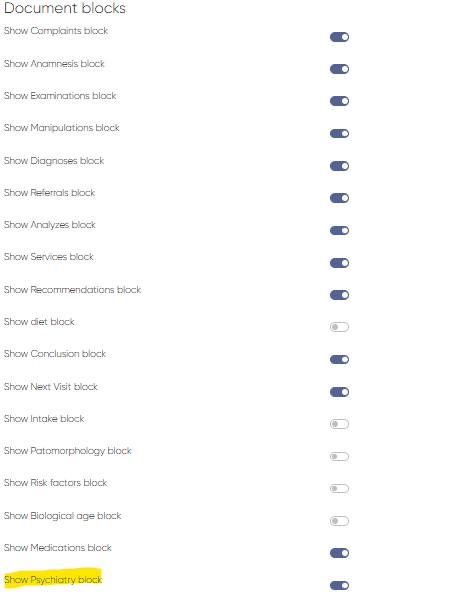 Document blocks
Show Complaints block
Show Anamnesis block
Show Examinations block
Show Manipulations block
Show Diagnoses block
Show Referrals block
Show Analyzes block
Show Services block
Show Recommendations block
Show diet block
Show Conclusion block
Show Next Visit block
Show Intake block
Show Patomorphology block
Show Risk factors block
Show Biological age block
Show Medications block
Show Psychiatry block